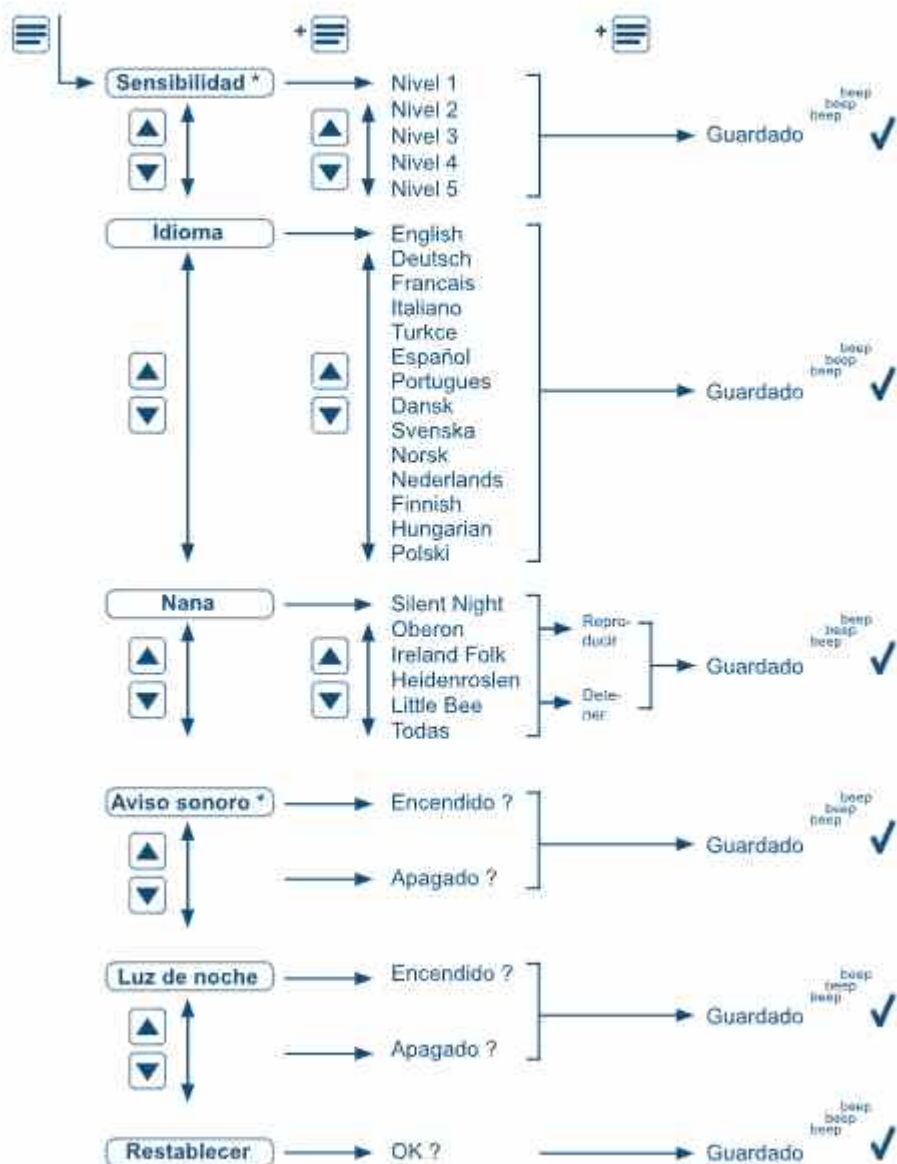 +
+
Sensibilidad *
Nivel 1
Nivel 2
Nivel 3
Nivel 4
Nivel 5
Guardado
beep
beep
beep
Idioma
English
Deutsch
Francais
Italiano
Turkce
Español
Portugues
Dansk
Svenska
Norsk
Nederlands
Finnish
Hungarian
Polski
Guardado
beep
beep
beep
Nana
Silent Night
Oberon
Ireland Folk
Heidenroslen
Little Bee
Todas
Repro-
ducir
Dete-
ner
Guardado
beep
beep
beep
Aviso sonoro *
Encendido ?
Apagado ?
Guardado
beep
beep
beep
Luz de noche
Encendido ?
Apagado ?
Guardado
beep
beep
beep
Restablecer
OK ?
Guardado
beep
beep
beep